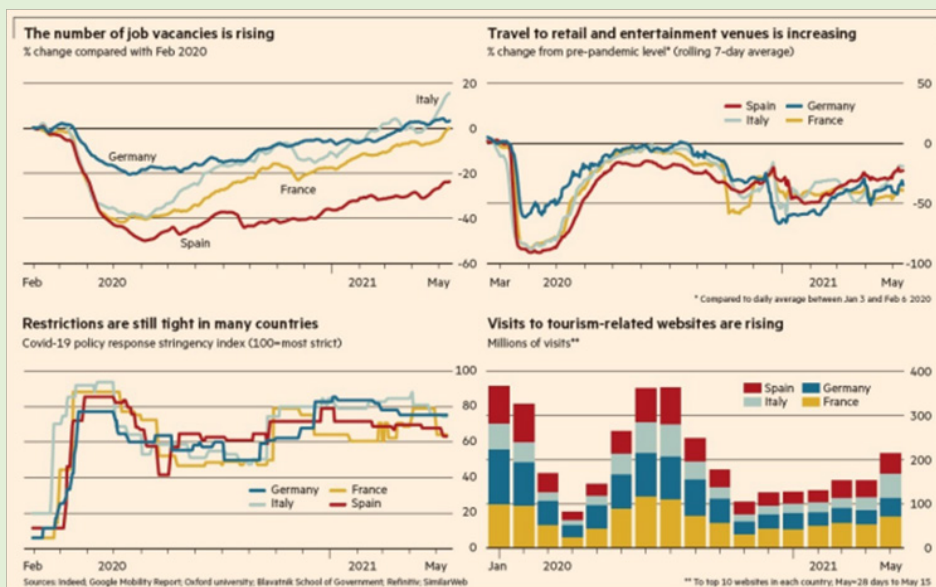 The number of job vacancies is rising
% change compared with Feb 2020
20
0
-20
-40
-60
Italy
Germany
France
Spain
Feb 2020 2021 May
Travel to retail and entertainment venues is increasing
% change from pre-pandemic level* (rolling 7-day average)
50
0
-50
-100
Spain Germany
Italy France
Mar 2020 2021 May
* Compared to daily average between Jan 3 and Feb 6 2020
Restrictions are still tight in many countries
Covid-19 policy response stringency index (100=most strict)
100
80
60
40
20
0
Germany France
Italy Spain
Feb 2020 2021 May
Visits to tourism-related websites are rising
Millions of visits**
400
300
200
100
0
Spain Germany
Italy France
Jan 2020 2021 May
Sources: Indeed, Google Mobility Report; Oxford university, Blavatnik School of Government; Refinitiv; SimilarWeb
** To top 10 websites in each country; May=28 days to May 15